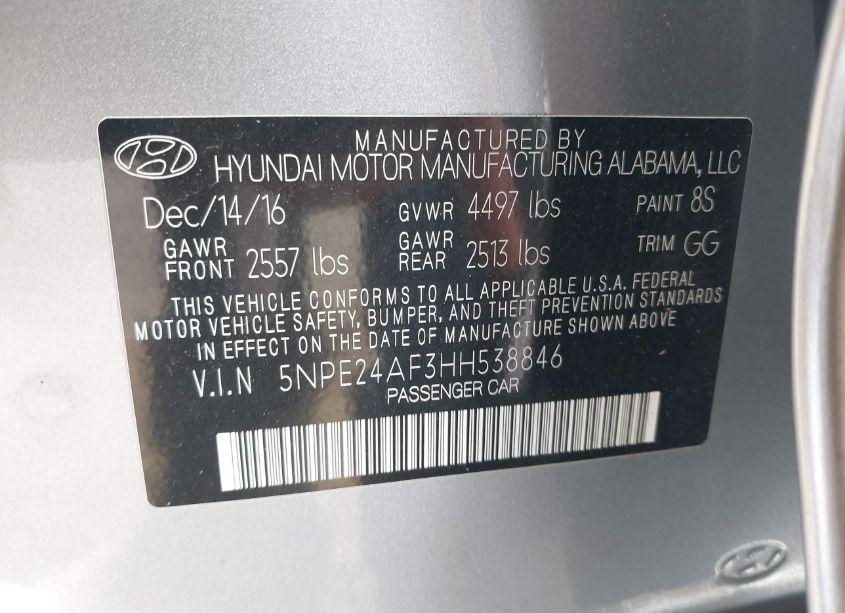 MANUFACTURED BY
HYUNDAI MOTOR MANUFACTURING ALABAMA, LLC
Dec/14/16 GVWR 4497 lbs PAINT 8S
GAWR FRONT 2557 lbs GAWR REAR 2513 lbs TRIM GG
THIS VEHICLE CONFORMS TO ALL APPLICABLE U.S.A. FEDERAL
MOTOR VEHICLE SAFETY, BUMPER, AND THEFT PREVENTION STANDARDS
IN EFFECT ON THE DATE OF MANUFACTURE SHOWN ABOVE
V.I.N 5NPE24AF3HH538846
PASSENGER CAR